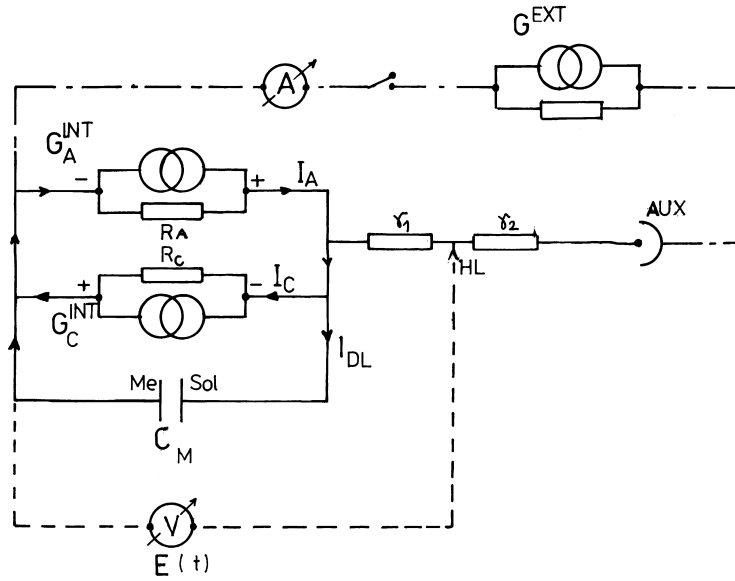 G^EXT
A
G_A^INT
- + I_A
R_A
r_1 r_2 AUX
R_C
HL
+ - I_C
G_C^INT
I_DL
Me Sol
C_M
V
E (t)